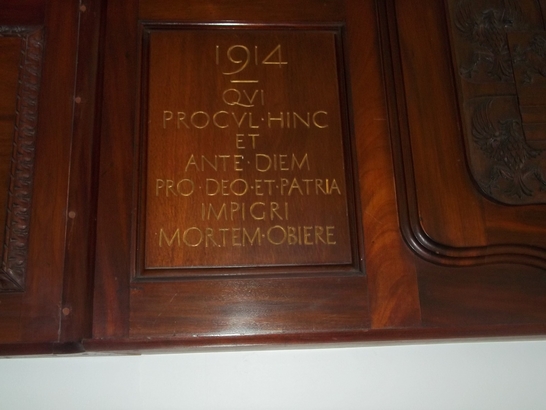 1914
QVI
PROCVL·HINC
ET
ANTE·DIEM
PRO·DEO·ET·PATRIA
IMPIGRI
MORTEM·OBIERE